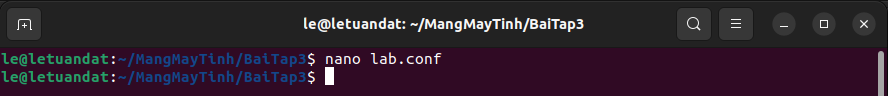 le@letuandat: ~/MangMayTinh/BaiTap3
le@letuandat:~/MangMayTinh/BaiTap3$ nano lab.conf
le@letuandat:~/MangMayTinh/BaiTap3$